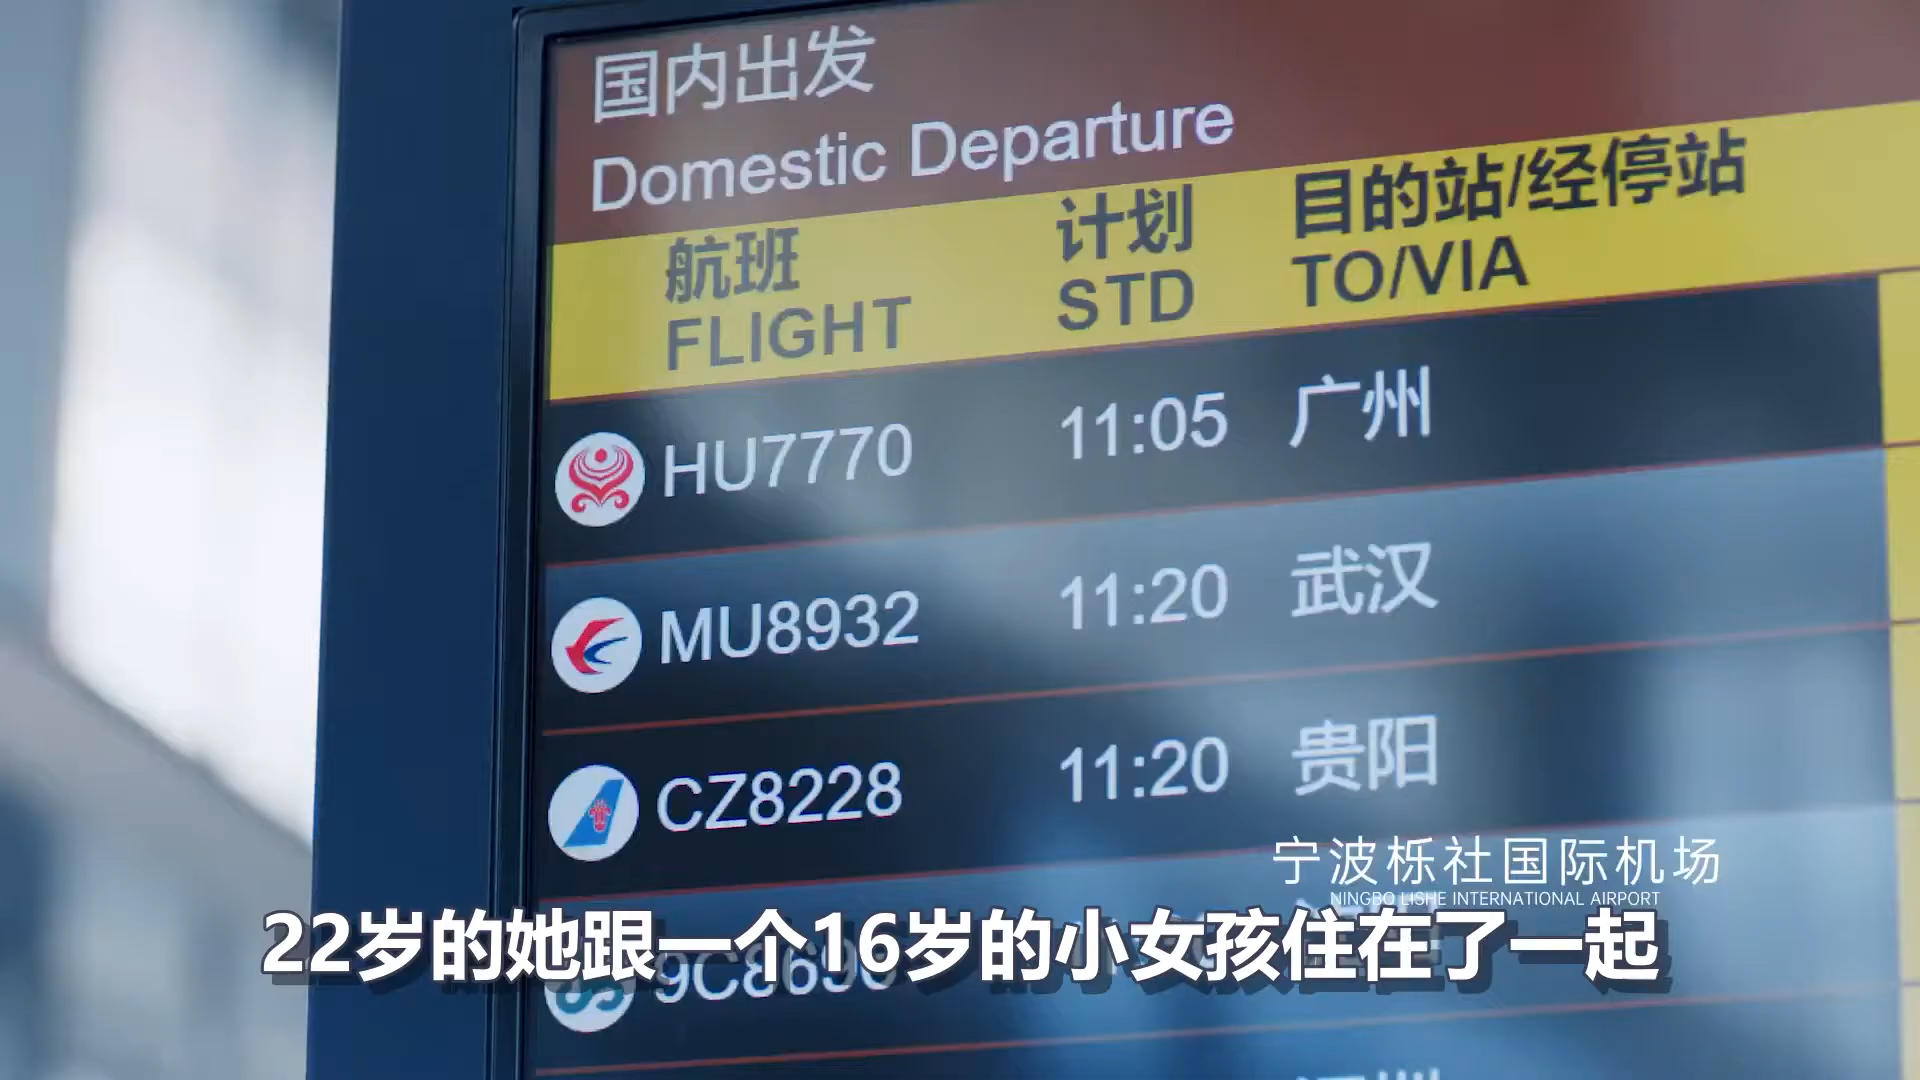 国内出发
Domestic Departure
航班 计划 目的站/经停站
FLIGHT STD TO/VIA
HU7770 11:05 广州
MU8932 11:20 武汉
CZ8228 11:20 贵阳
宁波栎社国际机场
NINGBO LISHE INTERNATIONAL AIRPORT
22岁的她跟一个16岁的小女孩住在了一起